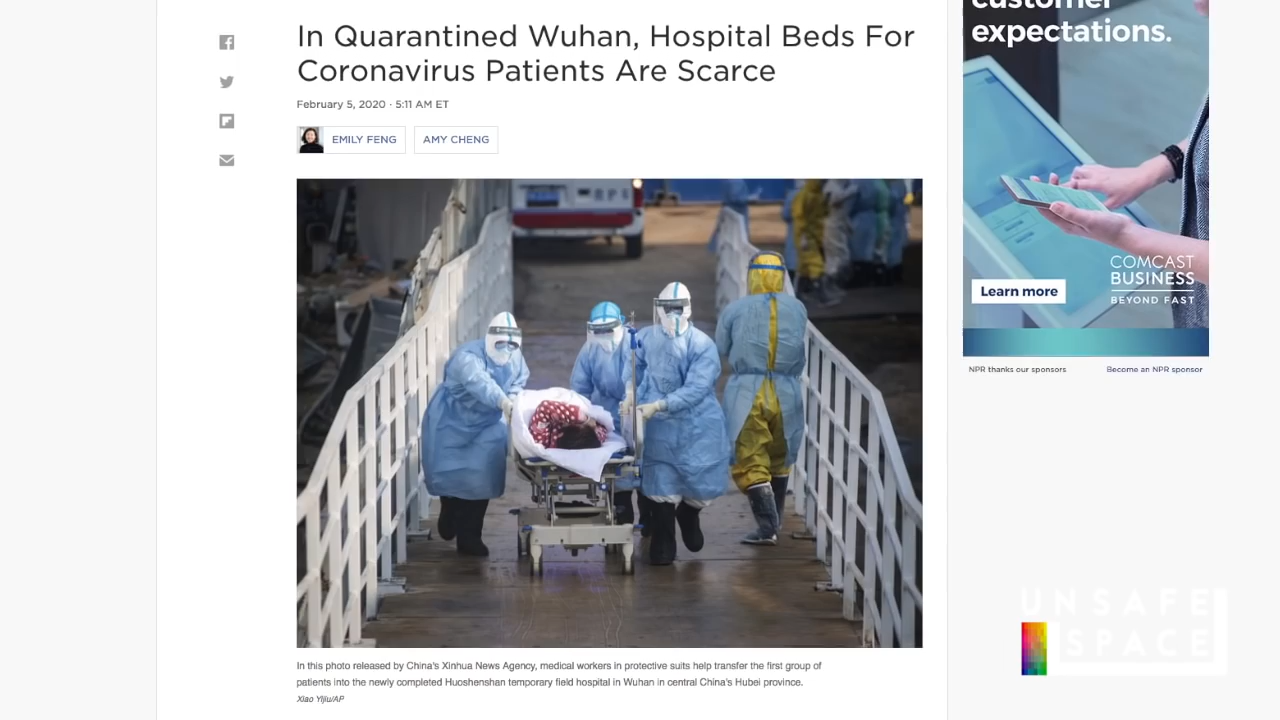 In Quarantined Wuhan, Hospital Beds For
Coronavirus Patients Are Scarce
February 5, 2020 · 5:11 AM ET
EMILY FENG
AMY CHENG
In this photo released by China's Xinhua News Agency, medical workers in protective suits help transfer the first group of
patients into the newly completed Huoshenshan temporary field hospital in Wuhan in central China's Hubei province.
Xiao Yijiu/AP
customer
expectations.
COMCAST
BUSINESS
BEYOND FAST
Learn more
NPR thanks our sponsors
Become an NPR sponsor
UNSAFE
SPACE